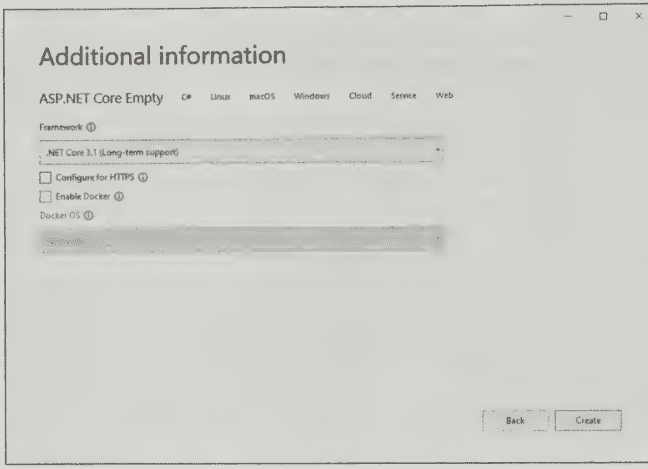 Additional information
ASP.NET Core Empty C# Linux macOS Windows Cloud Service Web
Framework
.NET Core 3.1 (Long-term support)
Configure for HTTPS
Enable Docker
Docker OS
Back Create